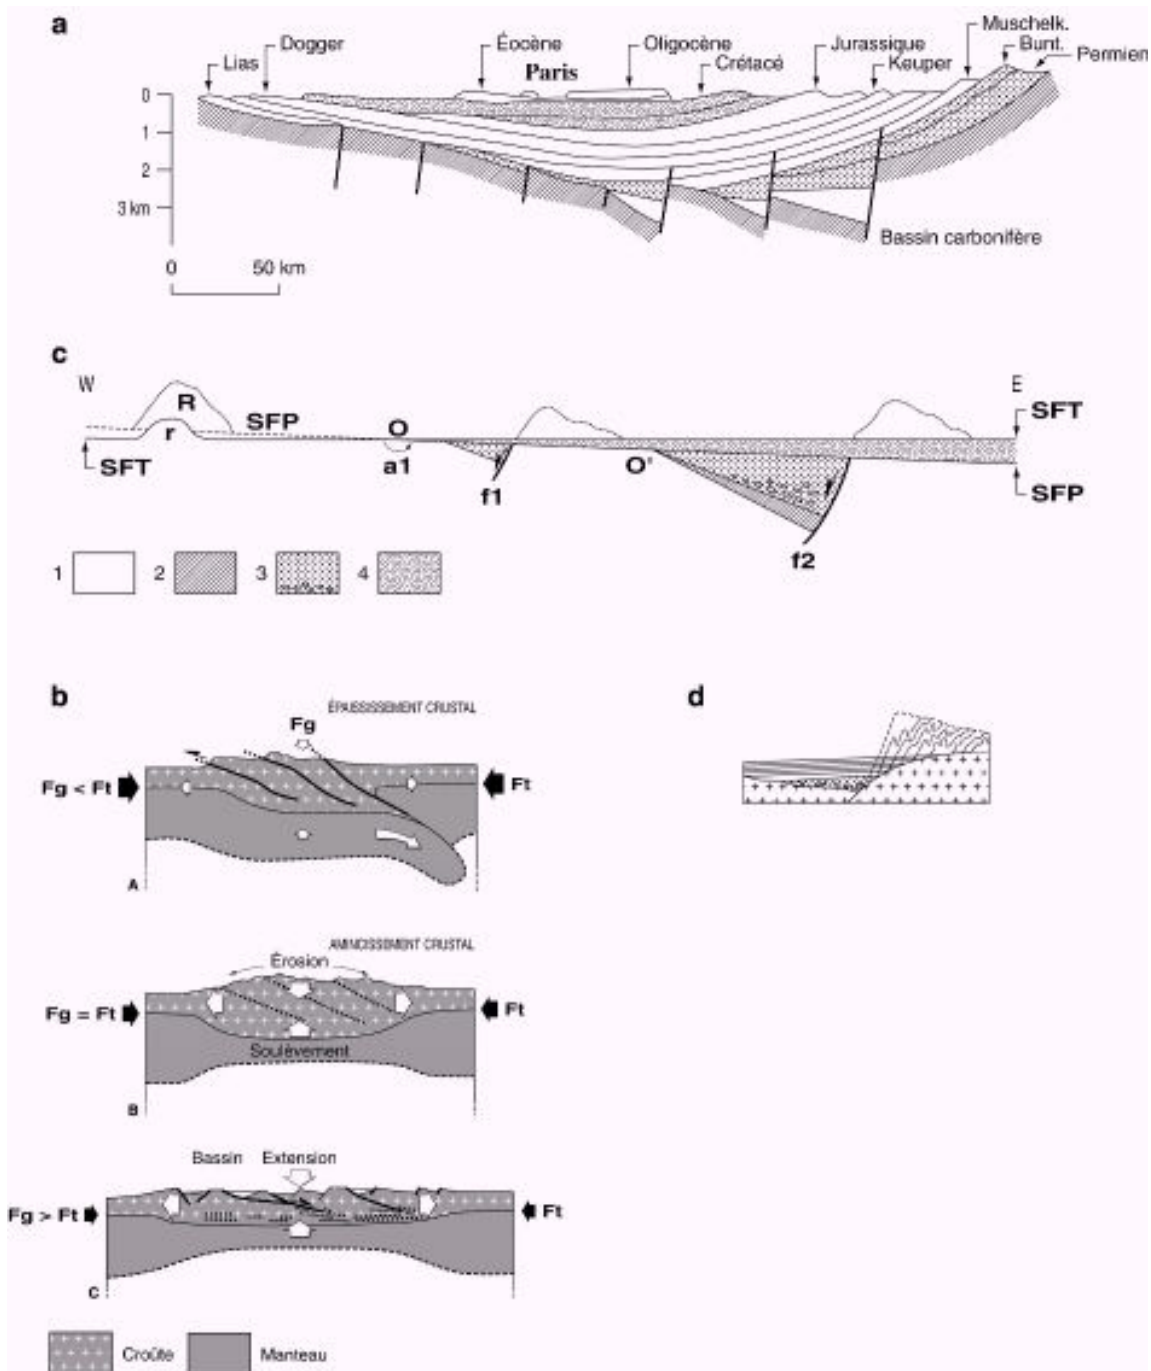 a
Muschelk.
Dogger
Éocène
Oligocène
Jurassique
Bunt.
Lias
Paris
Crétacé
Keuper
Permien
0
1
2
3 km
Bassin carbonifère
0
50 km
c
W
E
R
SFP
SFT
r
O
SFT
a1
O'
f1
SFP
f2
1
2
3
4
b
d
ÉPAISSISSEMENT CRUSTAL
Fg
Fg < Ft
Ft
A
AMINCISSEMENT CRUSTAL
Érosion
Fg = Ft
Ft
Soulèvement
B
Bassin
Extension
Fg > Ft
Ft
C
Croûte
Manteau